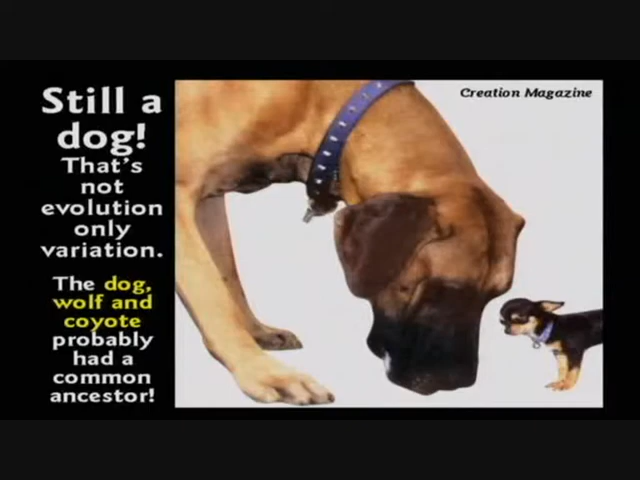 Still a
dog!
That's
not
evolution
only
variation.
The dog,
wolf and
coyote
probably
had a
common
ancestor!
Creation Magazine